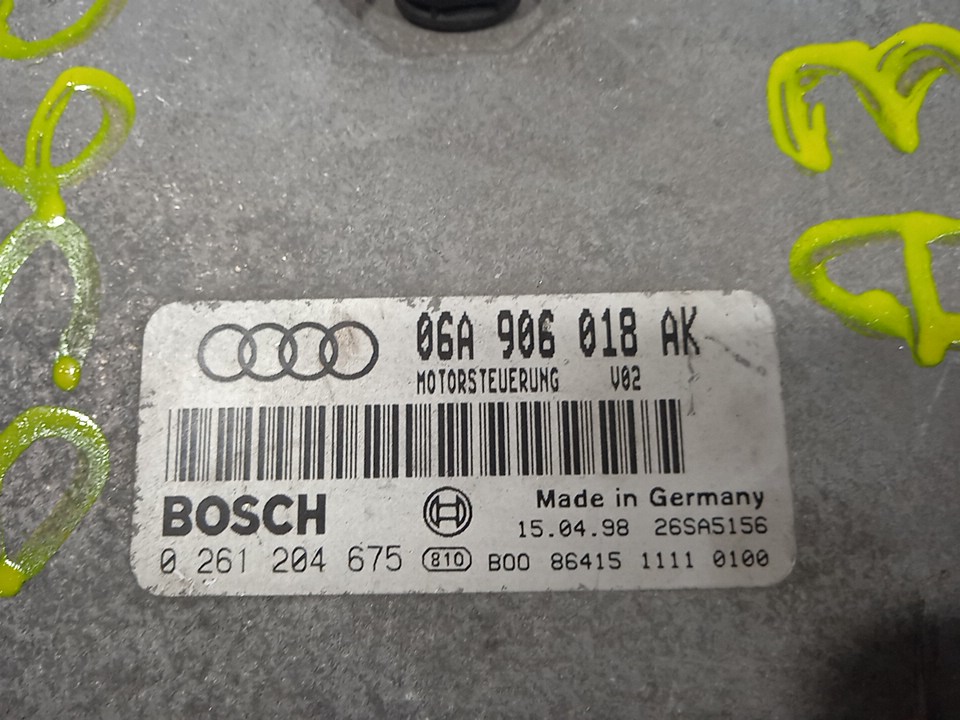 06A 906 018 AK
MOTORSTEUERUNG V02
BOSCH
Made in Germany
15.04.98 26SA5156
0 261 204 675 810 B00 86415 1111 0100